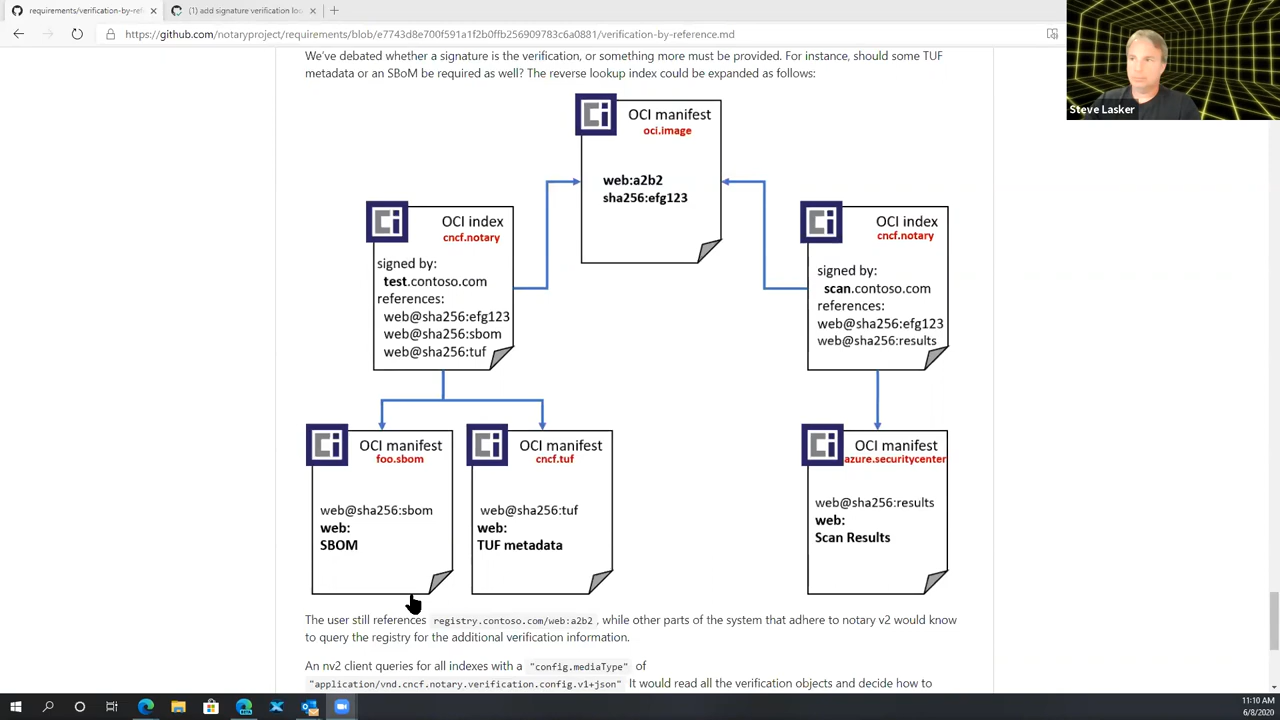 requirements/verification-by-ref
(1) add signature verification loc
https://github.com/notaryproject/requirements/blob/e7743d8e700f591a1f2b0ffb256909783c6a0881/verification-by-reference.md
Steve Lasker
We've debated whether a signature is the verification, or something more must be provided. For instance, should some TUF
metadata or an SBoM be required as well? The reverse lookup index could be expanded as follows:
OCI manifest
oci.image
web:a2b2
sha256:efg123
OCI index
cncf.notary
signed by:
test.contoso.com
references:
web@sha256:efg123
web@sha256:sbom
web@sha256:tuf
OCI index
cncf.notary
signed by:
scan.contoso.com
references:
web@sha256:efg123
web@sha256:results
OCI manifest
foo.sbom
web@sha256:sbom
web:
SBOM
OCI manifest
cncf.tuf
web@sha256:tuf
web:
TUF metadata
OCI manifest
azure.securitycenter
web@sha256:results
web:
Scan Results
The user still references registry.contoso.com/web:a2b2, while other parts of the system that adhere to notary v2 would know
to query the registry for the additional verification information.
An nv2 client queries for all indexes with a "config.mediaType" of
"application/vnd.cncf.notary.verification.config.v1+json" It would read all the verification objects and decide how to
11:10 AM
6/8/2020